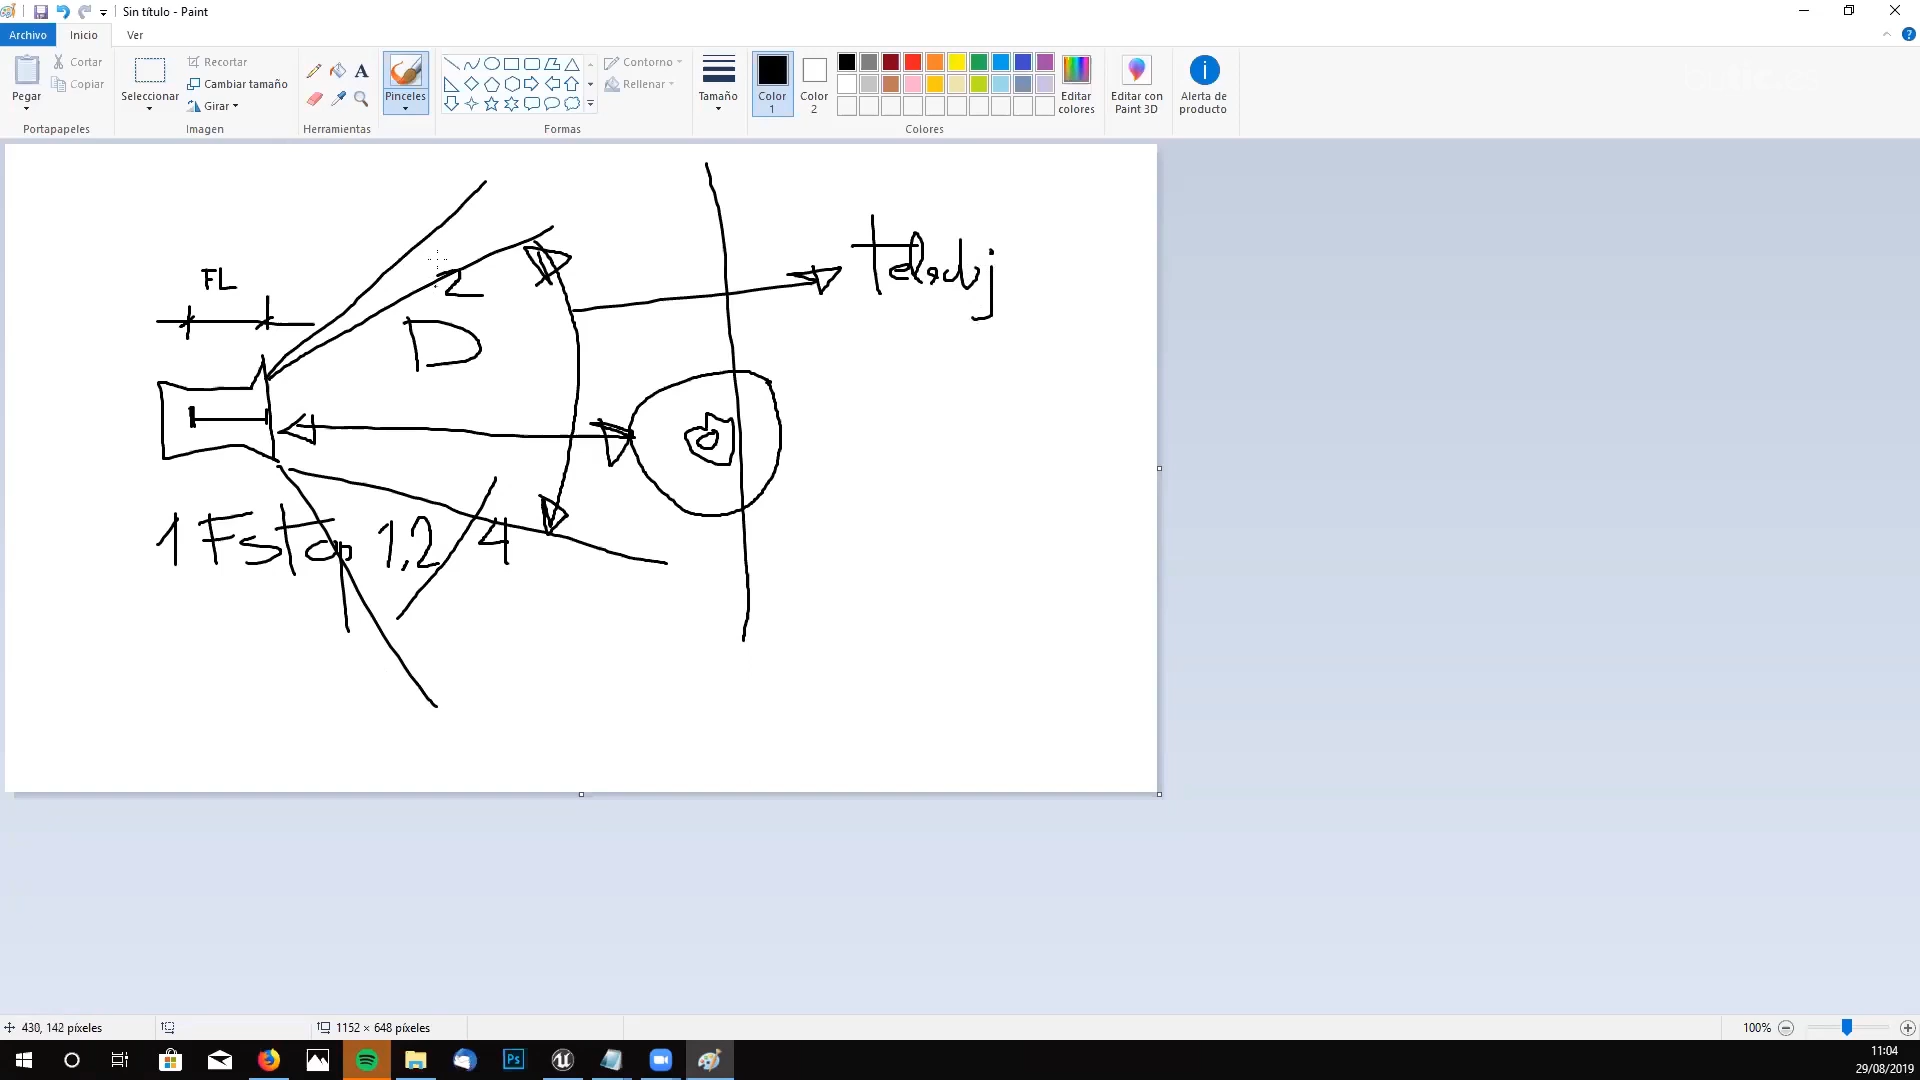 Sin título - Paint
Archivo Inicio Ver
Pegar
Cortar
Copiar
Portapapeles
Seleccionar
Recortar
Cambiar tamaño
Girar
Imagen
Herramientas
Pinceles
Formas
Contorno
Rellenar
Tamaño
Color 1
Color 2
Colores
Editar colores
Editar con Paint 3D
Alerta de producto
FL
2
D
1 Fstop 1,2 4
430, 142 píxeles
1152 × 648 píxeles
100%
11:04
29/08/2019